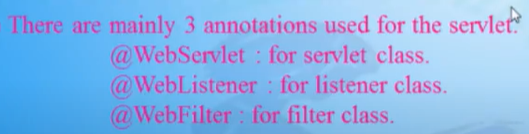 There are mainly 3 annotations used for the servlet.
@WebServlet : for servlet class.
@WebListener : for listener class.
@WebFilter : for filter class.